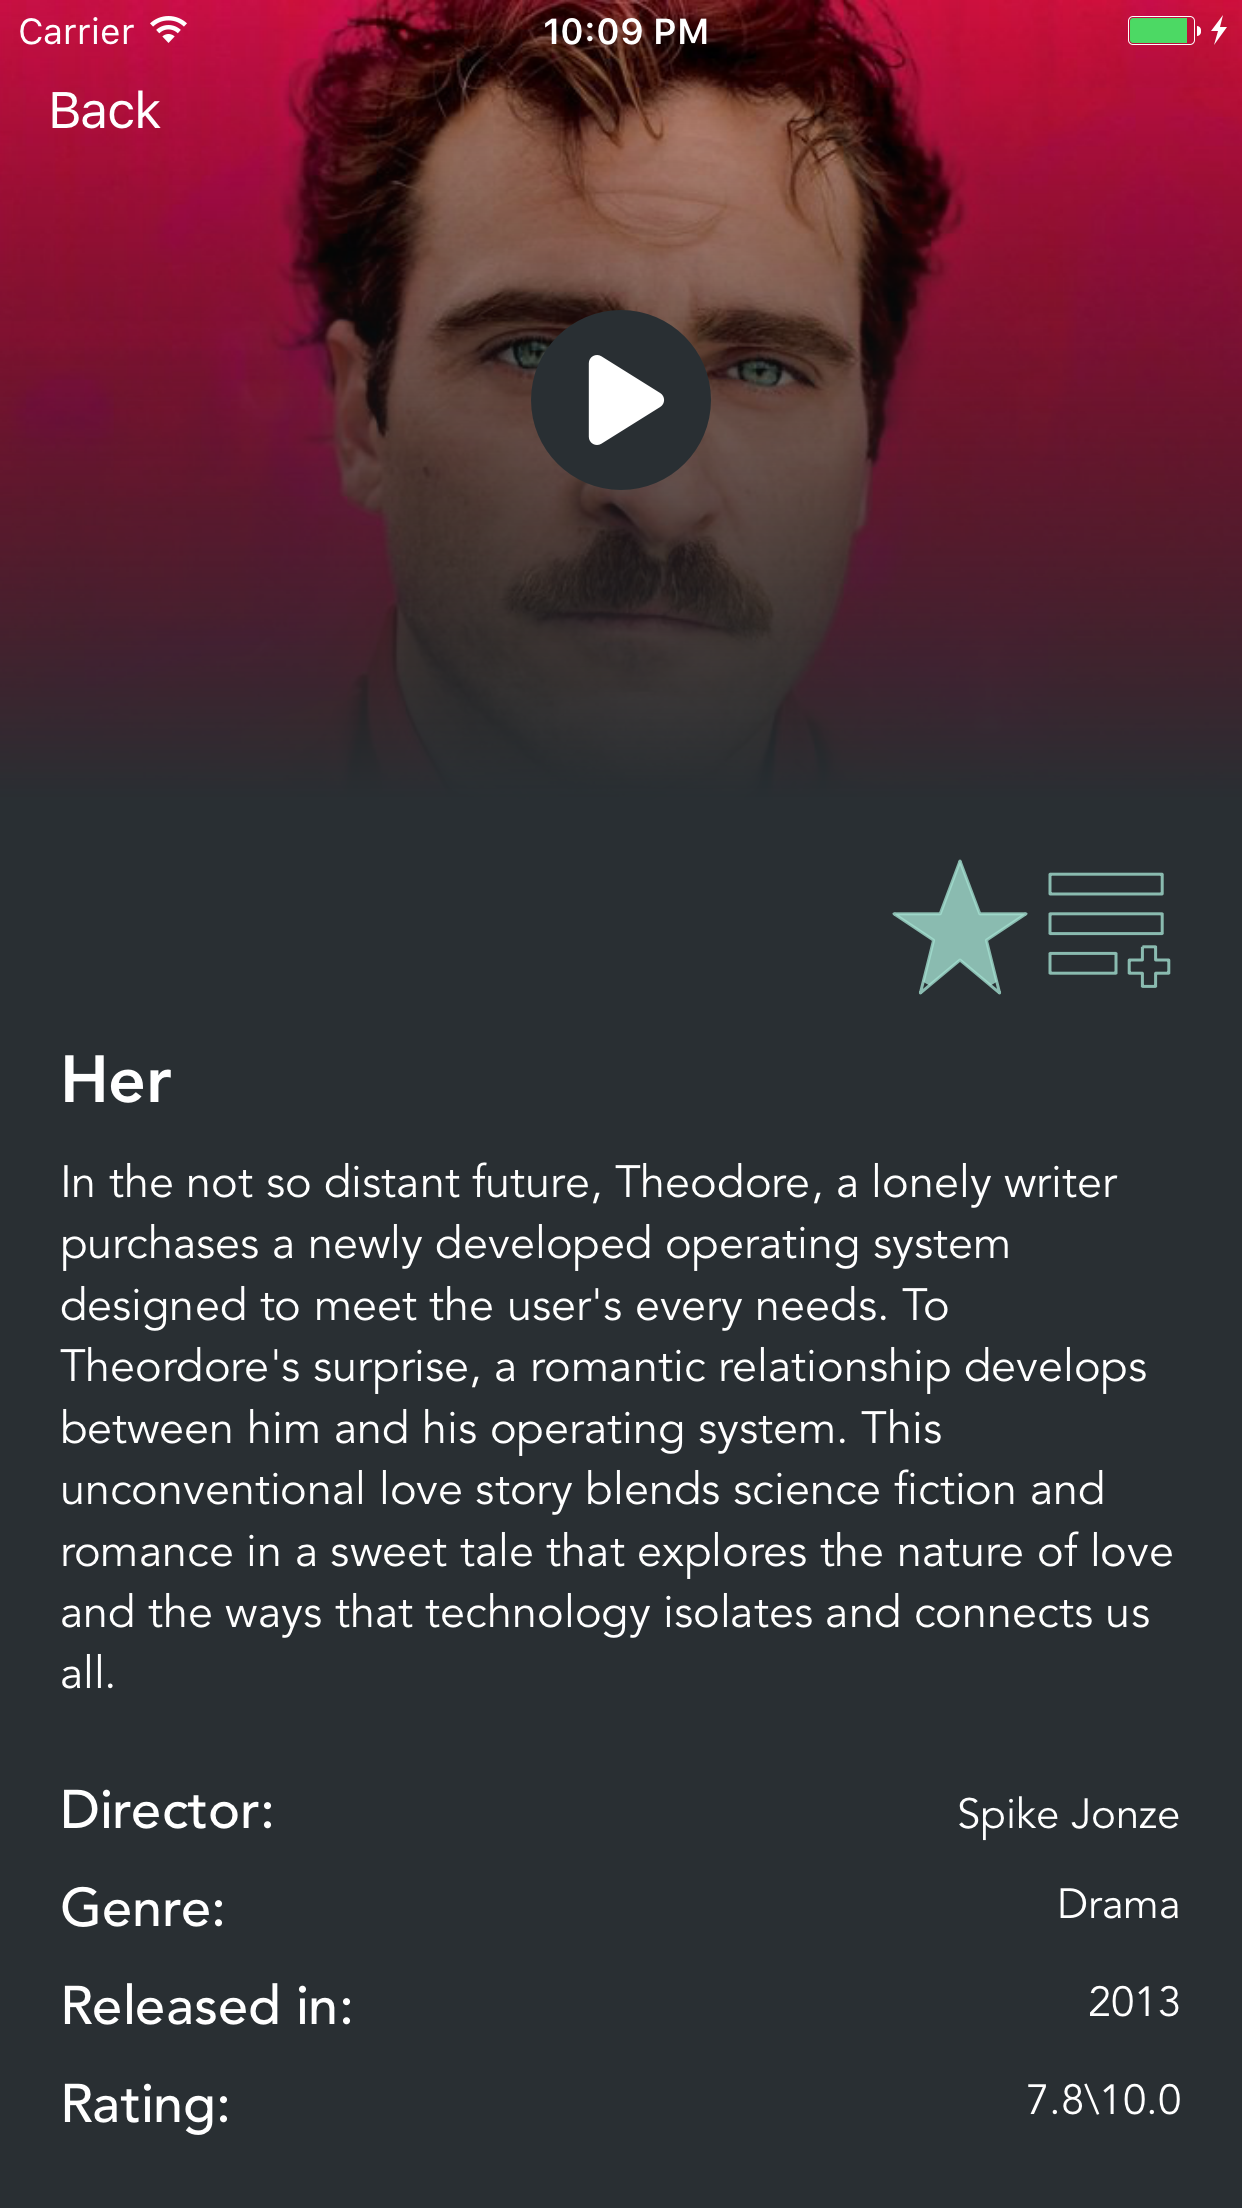 Carrier 10:09 PM
Back
Her
In the not so distant future, Theodore, a lonely writer
purchases a newly developed operating system
designed to meet the user's every needs. To
Theordore's surprise, a romantic relationship develops
between him and his operating system. This
unconventional love story blends science fiction and
romance in a sweet tale that explores the nature of love
and the ways that technology isolates and connects us
all.
Director: Spike Jonze
Genre: Drama
Released in: 2013
Rating: 7.8\10.0